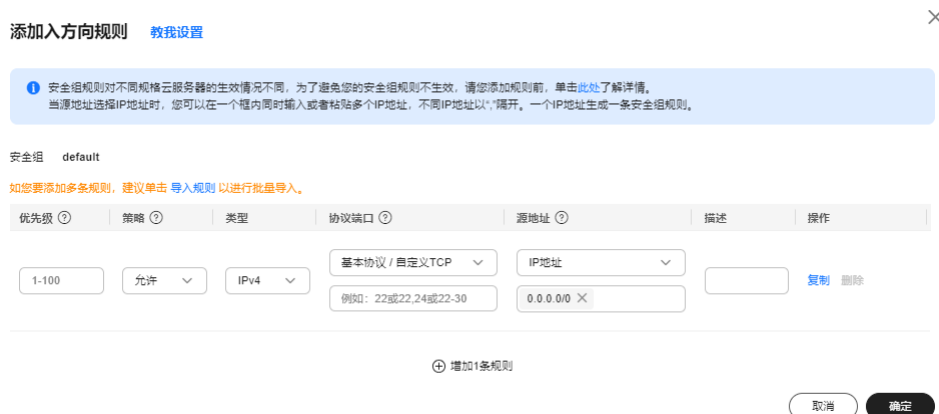 添加入方向规则 教我设置
安全组规则对不同规格云服务器的生效情况不同，为了避免您的安全组规则不生效，请您添加规则前，单击此处了解详情。
当源地址选择IP地址时，您可以在一个框内同时输入或者粘贴多个IP地址，不同IP地址以","隔开。一个IP地址生成一条安全组规则。
安全组 default
如您要添加多条规则，建议单击 导入规则 以进行批量导入。
优先级 策略 类型 协议端口 源地址 描述 操作
基本协议 / 自定义TCP IP地址
1-100 允许 IPv4 复制 删除
例如：22或22,24或22-30 0.0.0.0/0
增加1条规则
取消 确定